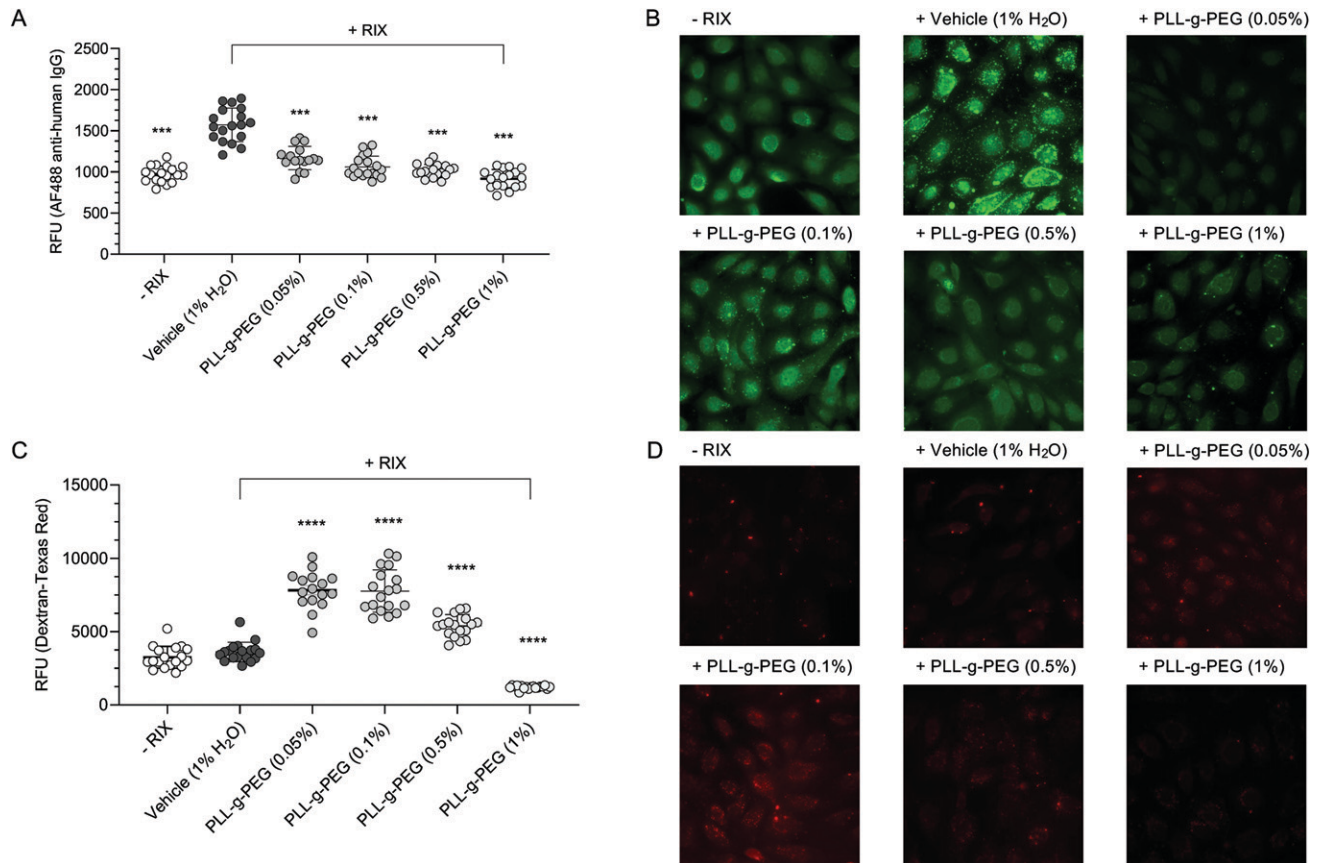 A
+ RIX
RFU (AF488 anti-human IgG)
2500
2000
1500
1000
500
0
***
***
***
***
***
- RIX
Vehicle (1% H₂O)
PLL-g-PEG (0.05%)
PLL-g-PEG (0.1%)
PLL-g-PEG (0.5%)
PLL-g-PEG (1%)
B
- RIX
+ Vehicle (1% H₂O)
+ PLL-g-PEG (0.05%)
+ PLL-g-PEG (0.1%)
+ PLL-g-PEG (0.5%)
+ PLL-g-PEG (1%)
C
+ RIX
RFU (Dextran-Texas Red)
15000
10000
5000
0
****
****
****
****
- RIX
Vehicle (1% H₂O)
PLL-g-PEG (0.05%)
PLL-g-PEG (0.1%)
PLL-g-PEG (0.5%)
PLL-g-PEG (1%)
D
- RIX
+ Vehicle (1% H₂O)
+ PLL-g-PEG (0.05%)
+ PLL-g-PEG (0.1%)
+ PLL-g-PEG (0.5%)
+ PLL-g-PEG (1%)